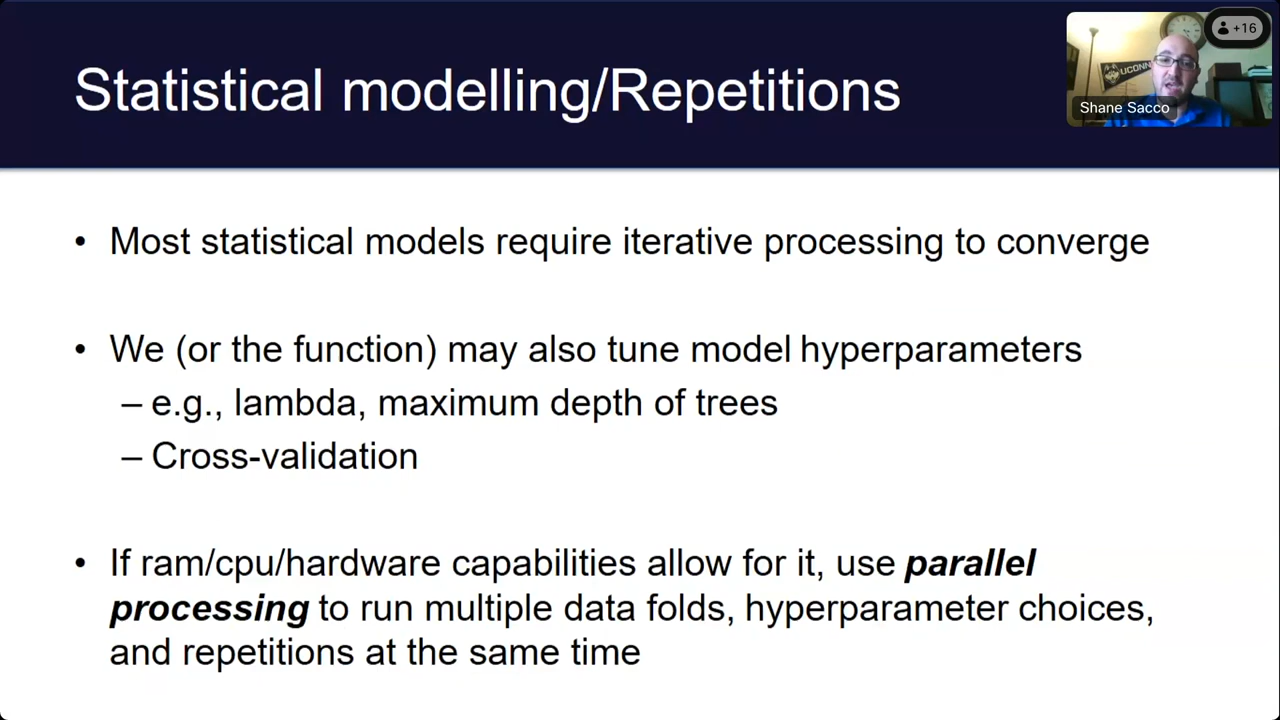 Statistical modelling/Repetitions
+16
UCONN
Shane Sacco
• Most statistical models require iterative processing to converge
• We (or the function) may also tune model hyperparameters
– e.g., lambda, maximum depth of trees
– Cross-validation
• If ram/cpu/hardware capabilities allow for it, use parallel
processing to run multiple data folds, hyperparameter choices,
and repetitions at the same time